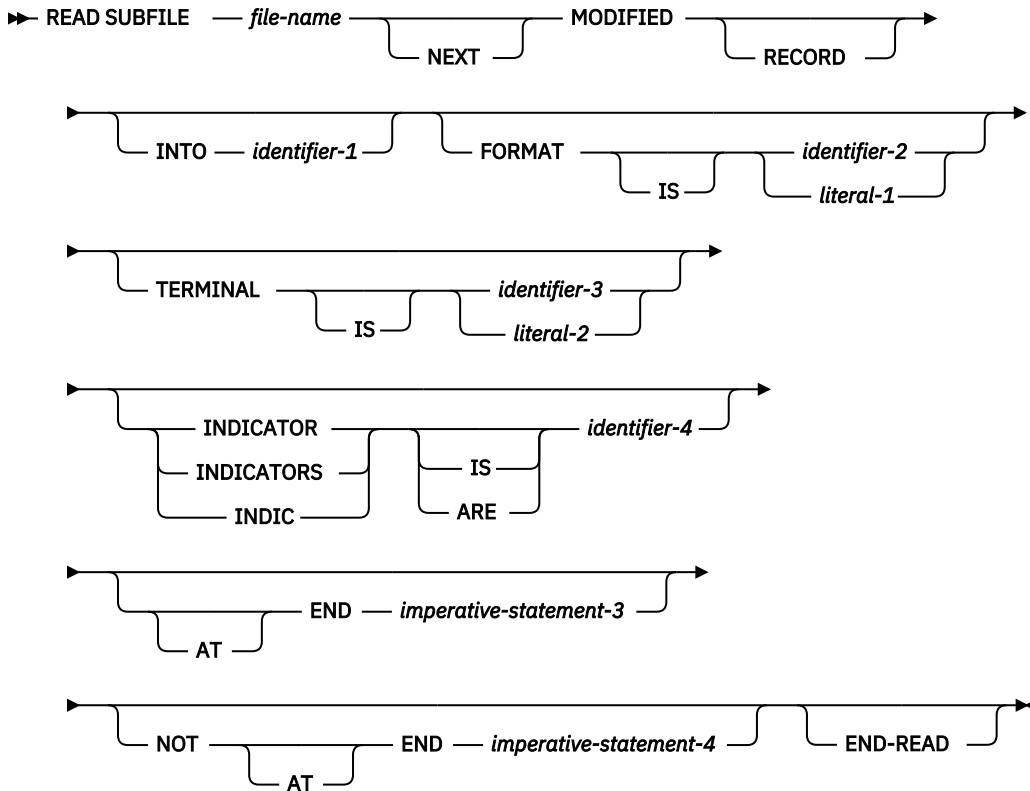 READ SUBFILE file-name MODIFIED
NEXT RECORD
INTO identifier-1 FORMAT identifier-2
IS literal-1
TERMINAL identifier-3
IS literal-2
INDICATOR identifier-4
INDICATORS IS
INDIC ARE
END imperative-statement-3
AT
NOT END imperative-statement-4 END-READ
AT